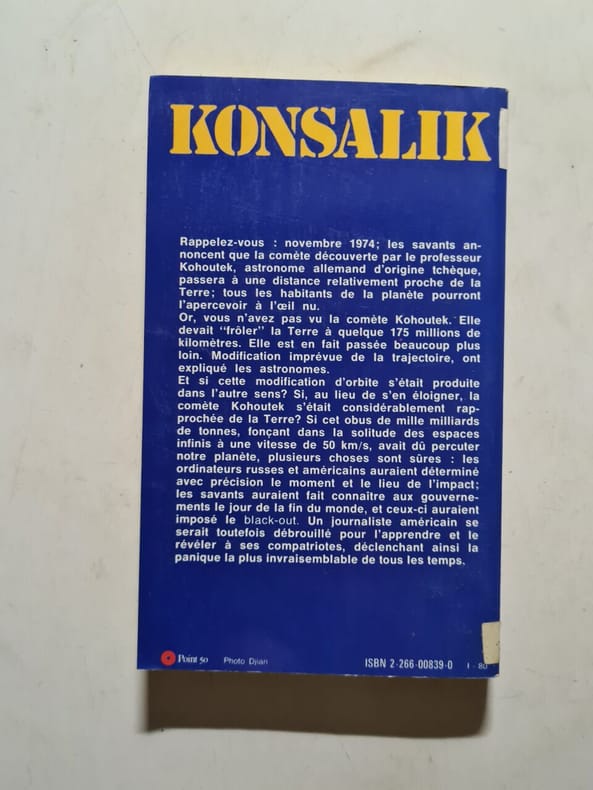 KONSALIK
Rappelez-vous : novembre 1974; les savants an-
noncent que la comète découverte par le professeur
Kohoutek, astronome allemand d'origine tchèque,
passera à une distance relativement proche de la
Terre; tous les habitants de la planète pourront
l'apercevoir à l'œil nu.
Or, vous n'avez pas vu la comète Kohoutek. Elle
devait "frôler" la Terre à quelque 175 millions de
kilomètres. Elle est en fait passée beaucoup plus
loin. Modification imprévue de la trajectoire, ont
expliqué les astronomes.
Et si cette modification d'orbite s'était produite
dans l'autre sens? Si, au lieu de s'en éloigner, la
comète Kohoutek s'était considérablement rap-
prochée de la Terre? Si cet obus de mille milliards
de tonnes, fonçant dans la solitude des espaces
infinis à une vitesse de 50 km/s, avait dû percuter
notre planète, plusieurs choses sont sûres : les
ordinateurs russes et américains auraient déterminé
avec précision le moment et le lieu de l'impact;
les savants auraient fait connaître aux gouverne-
ments le jour de la fin du monde, et ceux-ci auraient
imposé le black-out. Un journaliste américain se
serait toutefois débrouillé pour l'apprendre et le
révéler à ses compatriotes, déclenchant ainsi la
panique la plus invraisemblable de tous les temps.
Point 50 Photo Djian ISBN 2-266-00839-0 I - 80